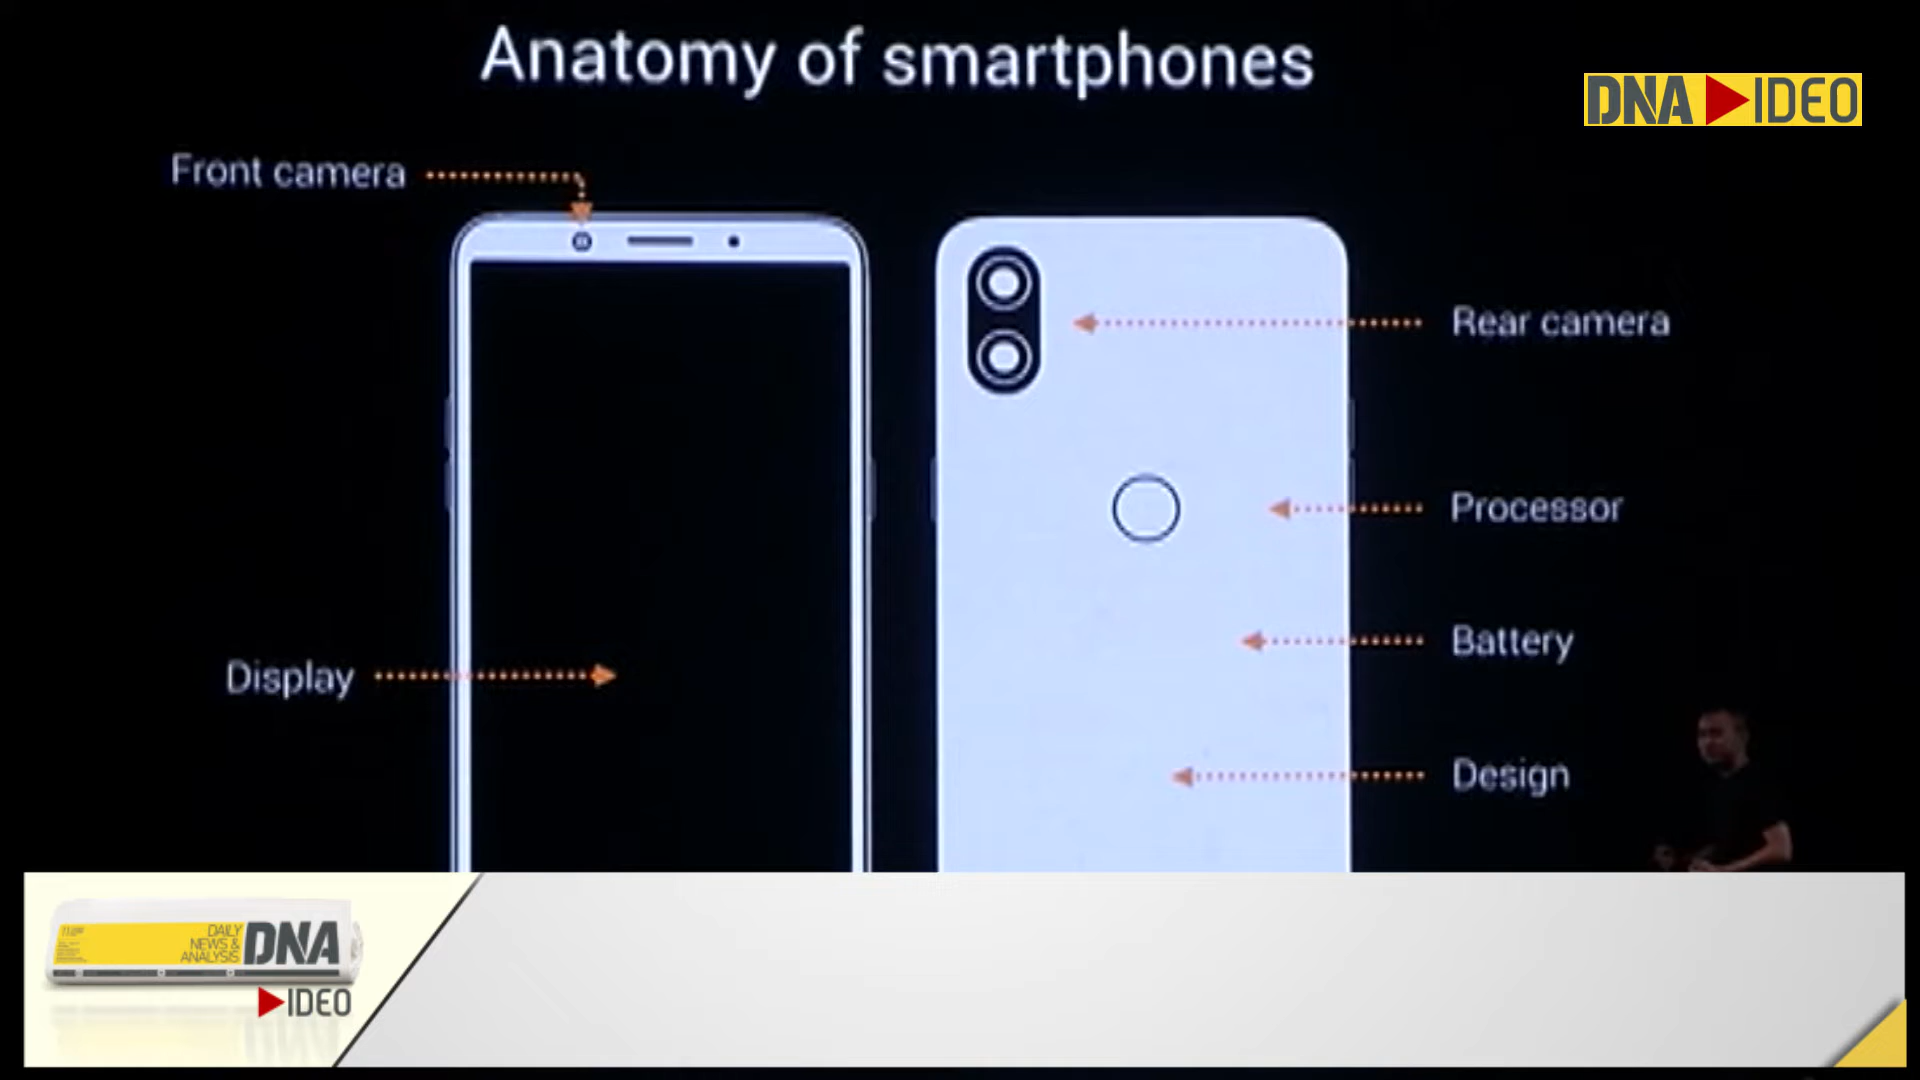 Anatomy of smartphones
DNA IDEO
Front camera
Rear camera
Processor
Battery
Display
Design
DAILY
NEWS &
ANALYSIS
DNA
IDEO